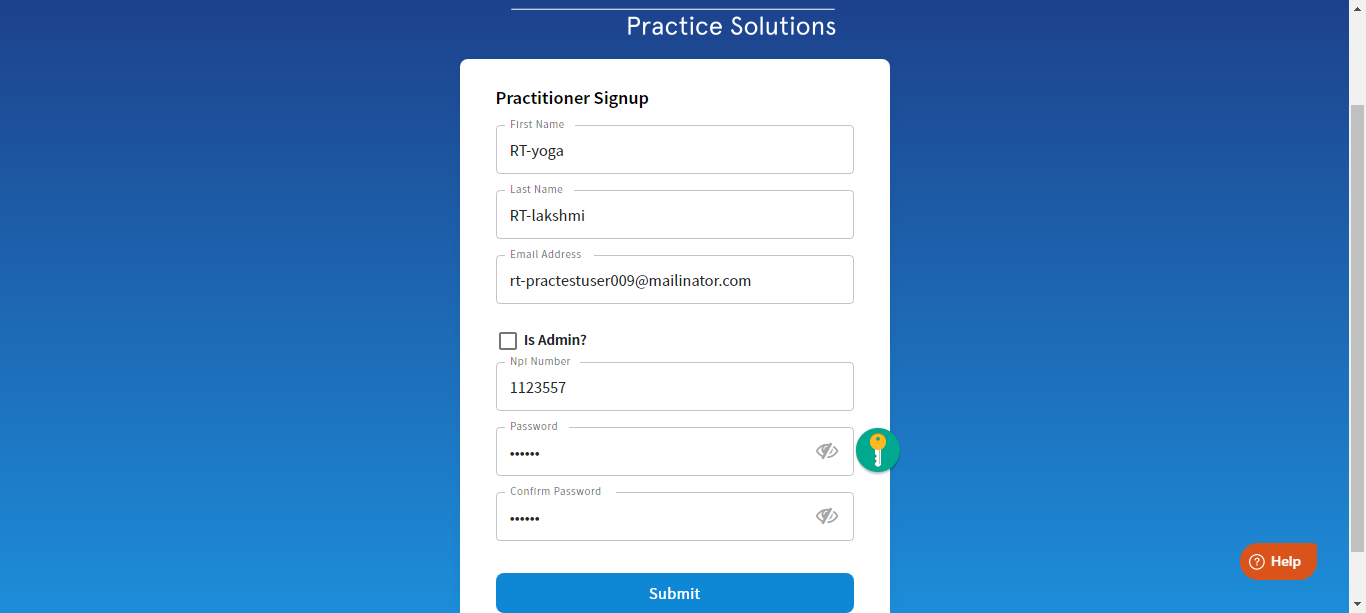 Practice Solutions
Practitioner Signup
First Name
RT-yoga
Last Name
RT-lakshmi
Email Address
rt-practestuser009@mailinator.com
Is Admin?
Npi Number
1123557
Password
••••••
Confirm Password
••••••
Submit
? Help